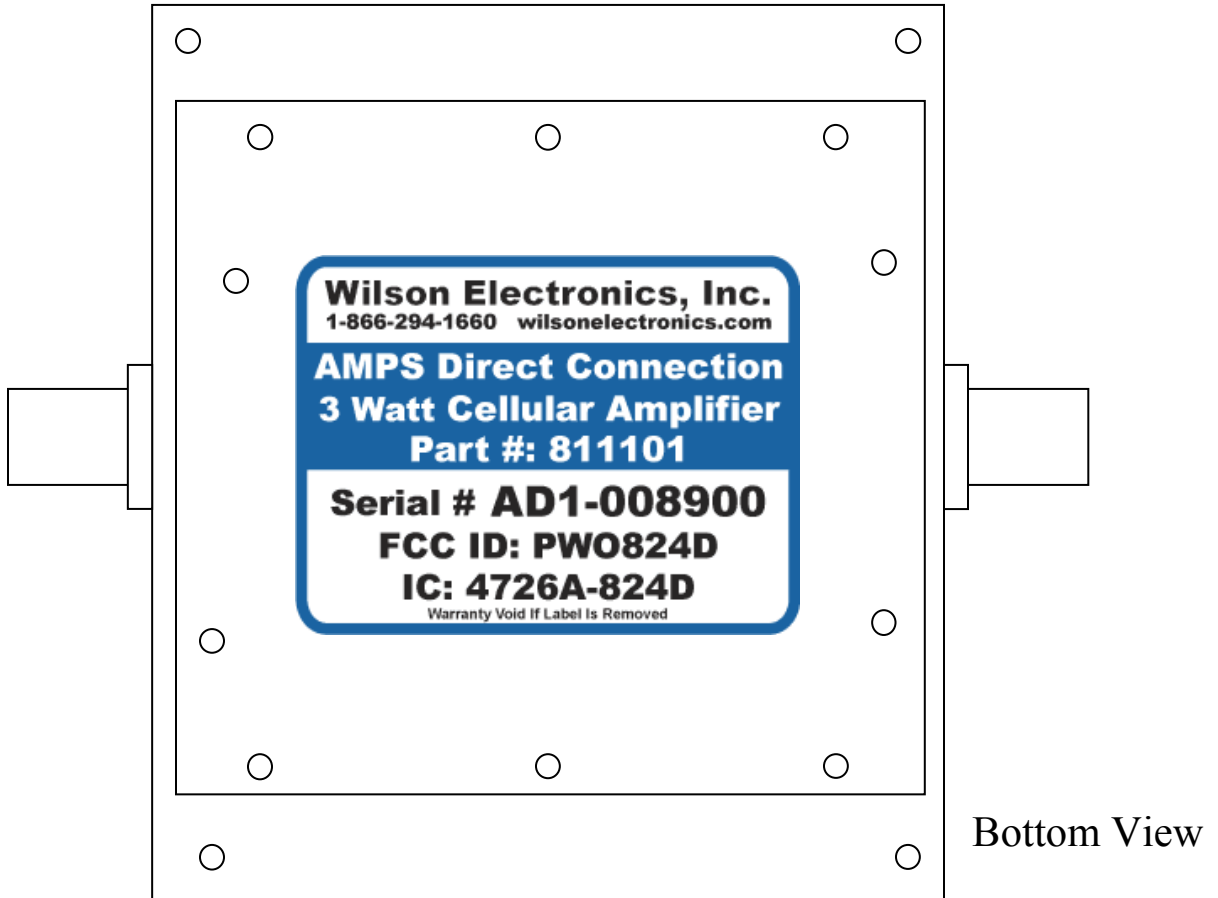 Wilson Electronics, Inc.
1-866-294-1660 wilsonelectronics.com
AMPS Direct Connection
3 Watt Cellular Amplifier
Part #: 811101
Serial # AD1-008900
FCC ID: PWO824D
IC: 4726A-824D
Warranty Void If Label Is Removed
Bottom View